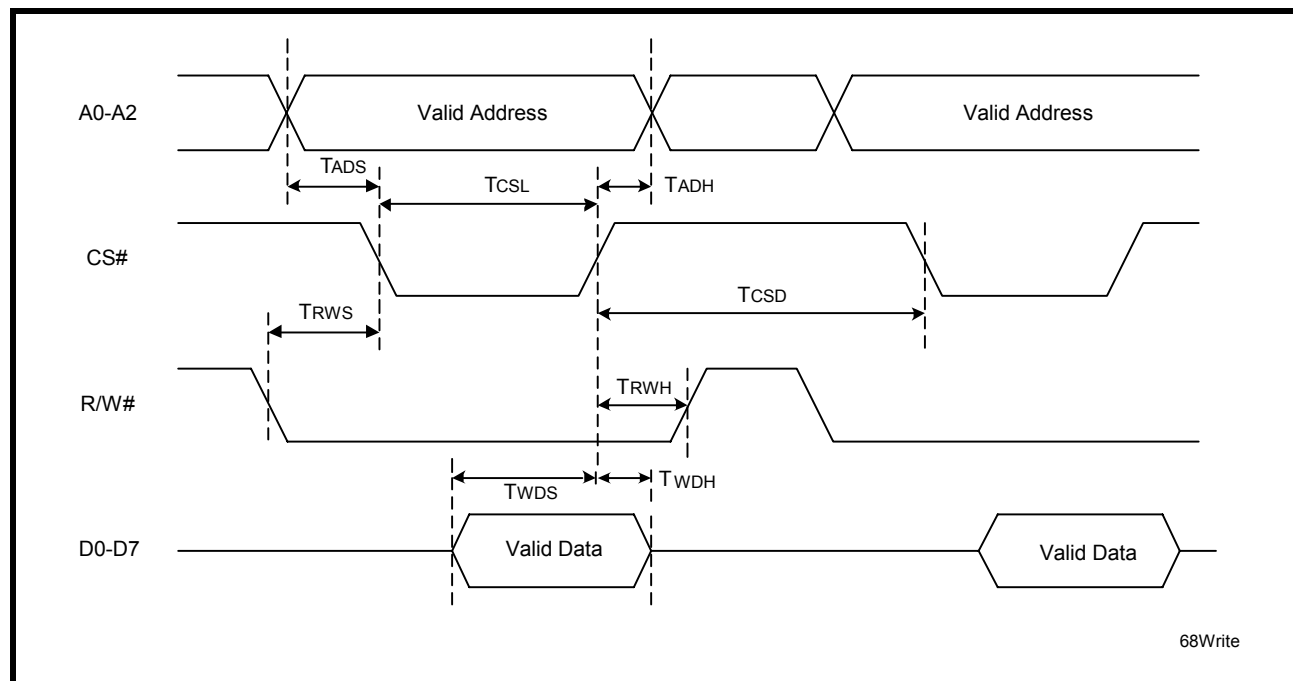 A0-A2
Valid Address
Valid Address
TADS
TCSL
TADH
CS#
TCSD
TRWS
TRWH
R/W#
TWDS
TWDH
D0-D7
Valid Data
Valid Data
68Write